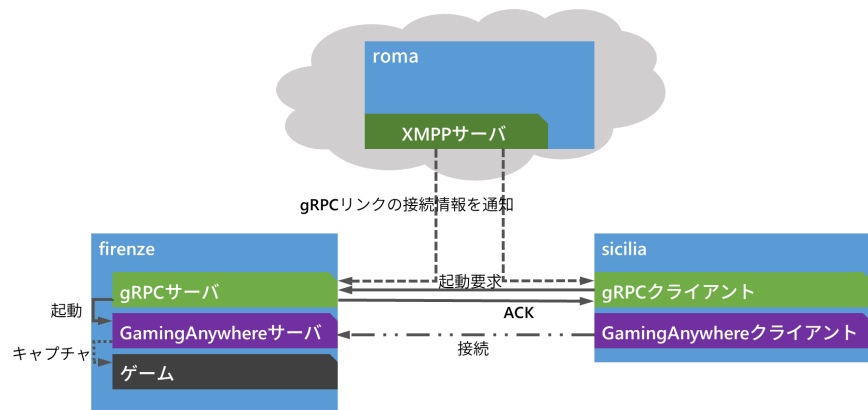 roma
XMPPサーバ
gRPCリンクの接続情報を通知
firenze
sicilia
gRPCサーバ
起動要求
gRPCクライアント
起動
ACK
GamingAnywhereサーバ
GamingAnywhereクライアント
接続
キャプチャ
ゲーム